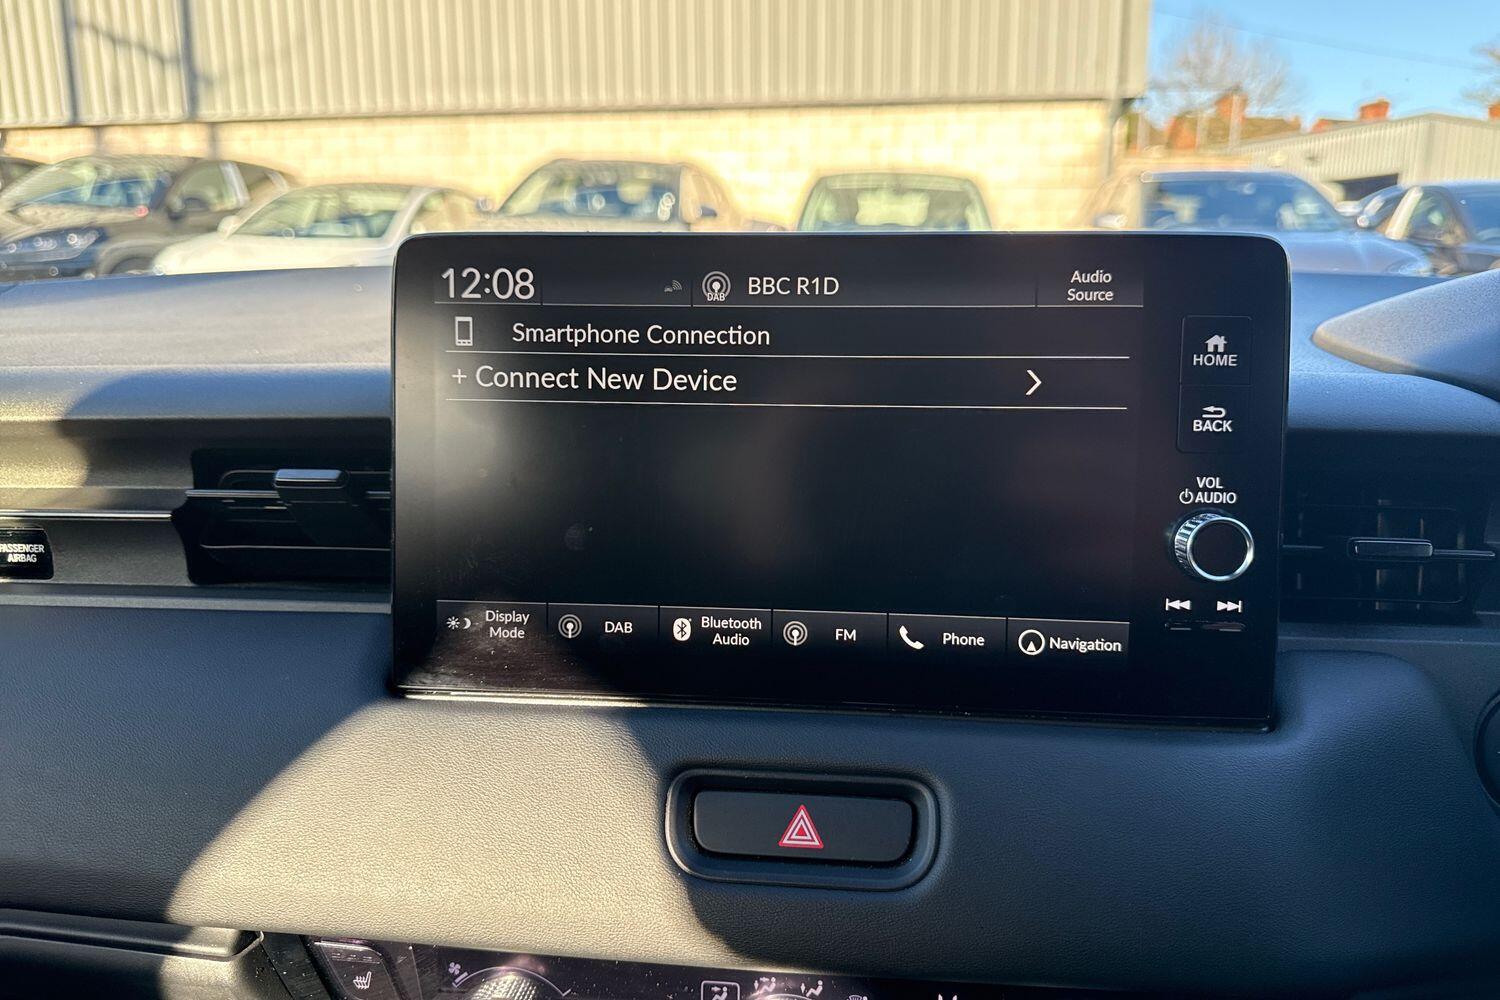 12:08
DAB
BBC R1D
Audio
Source
Smartphone Connection
+ Connect New Device
HOME
BACK
VOL
AUDIO
PASSENGER
AIRBAG
Display
Mode
DAB
Bluetooth
Audio
FM
Phone
Navigation